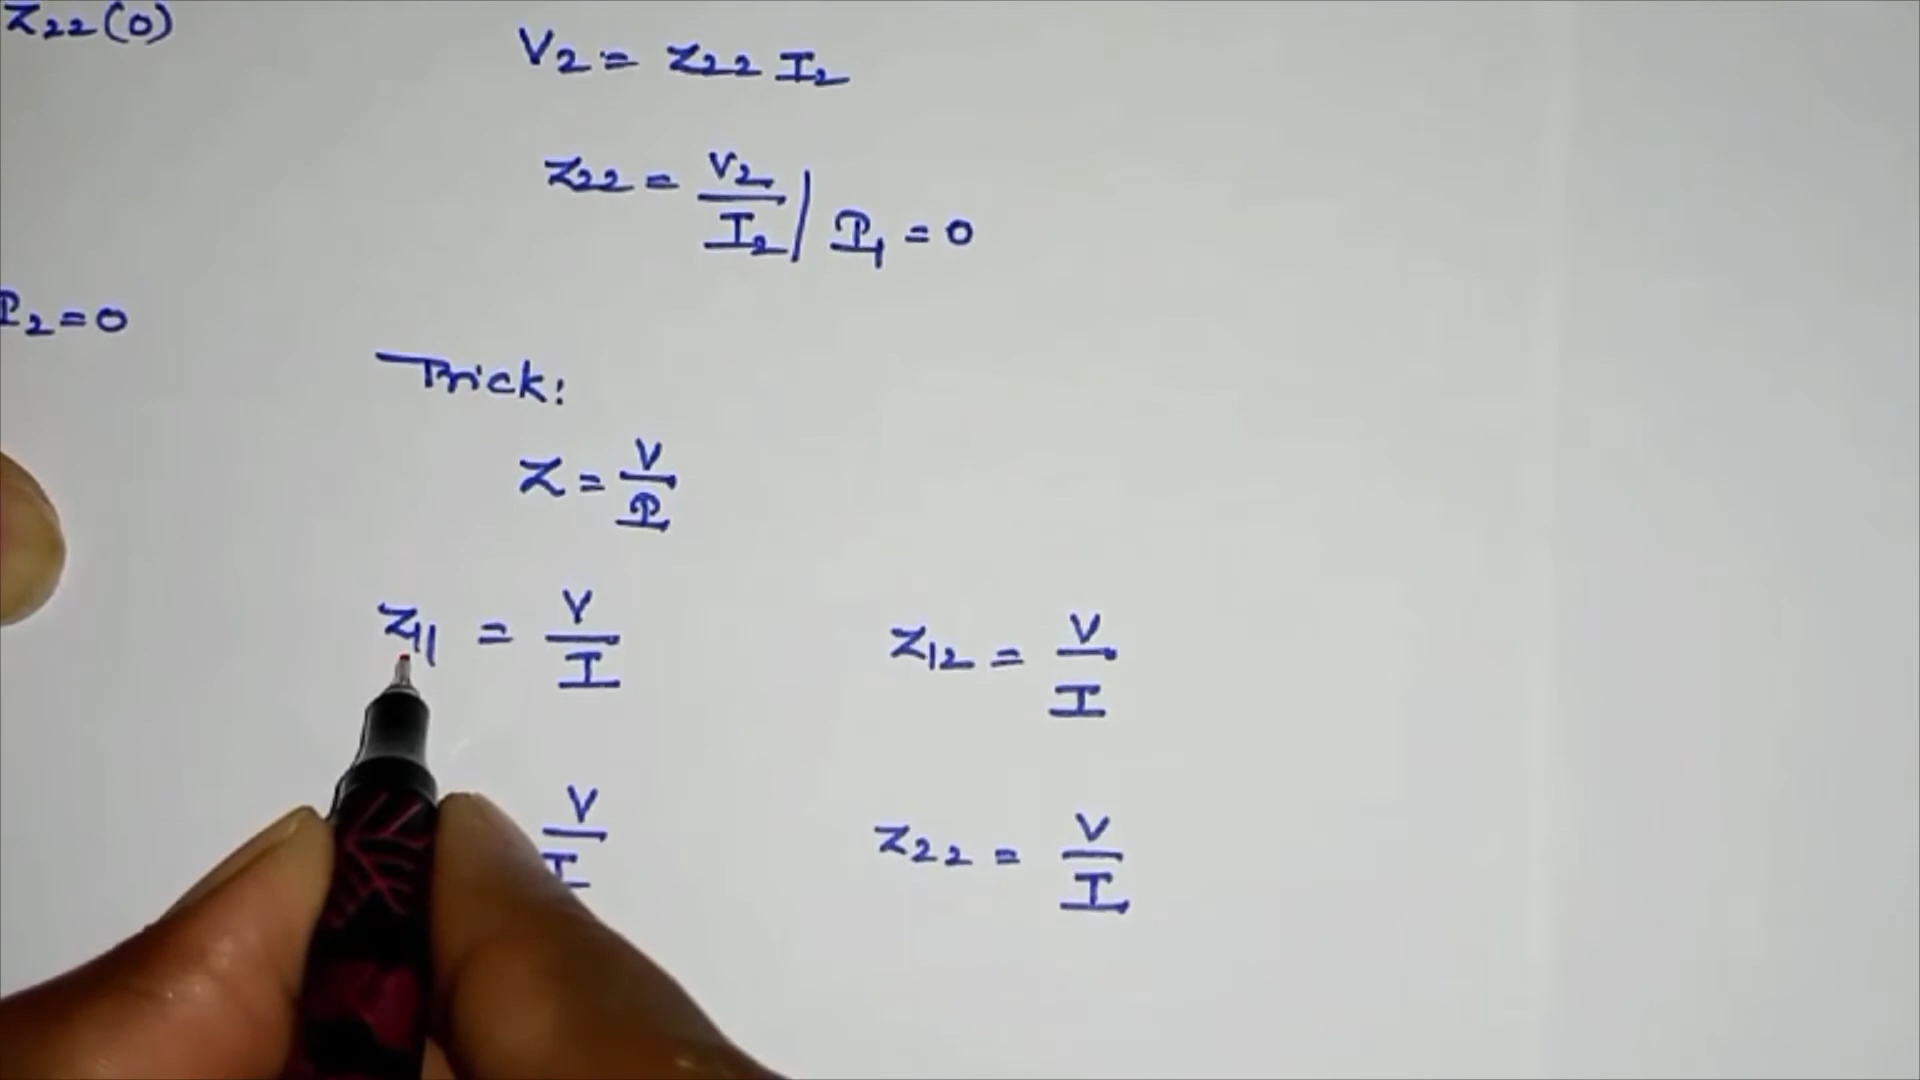 Z22(0)
V2 = Z22 I2
Z22 = V2/I2 | I1 = 0
I2 = 0
Trick:
Z = V/I
Z11 = V/I
Z12 = V/I
V/I
Z22 = V/I